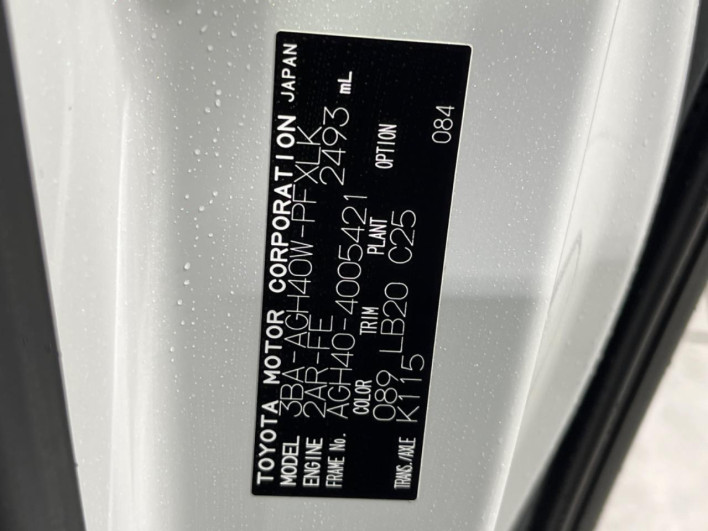 TOYOTA MOTOR CORPORATION JAPAN
MODEL 3BA-AGH40W-PFXLK
ENGINE 2AR-FE 2493 mL
FRAME No. AGH40-4005421
COLOR TRIM PLANT OPTION
089 LB20 C25
TRANS./AXLE K115 084